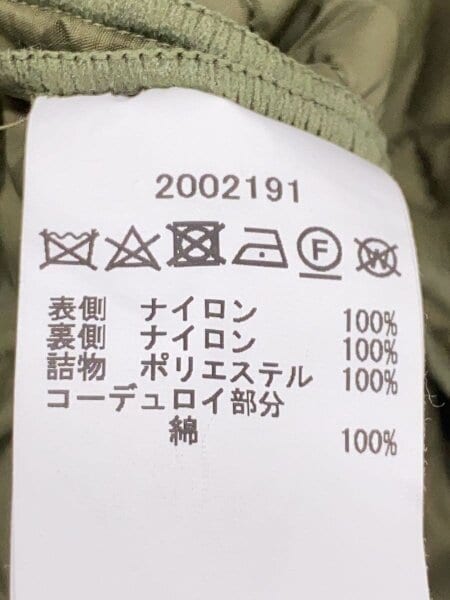 2002191
F W
表側 ナイロン 100%
裏側 ナイロン 100%
詰物 ポリエステル 100%
コーデュロイ部分
綿 100%